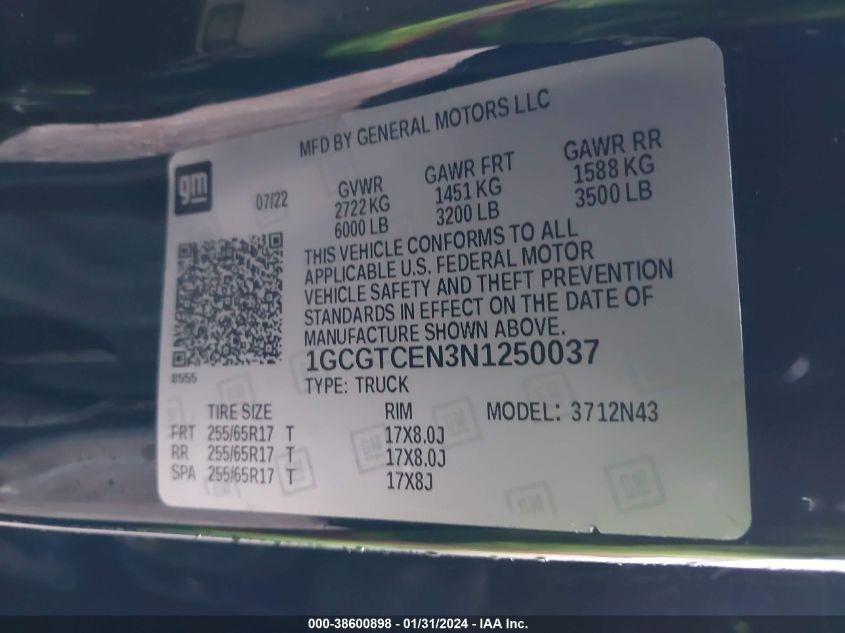 MFD BY GENERAL MOTORS LLC
gm
07/22
GVWR
2722 KG
6000 LB
GAWR FRT
1451 KG
3200 LB
GAWR RR
1588 KG
3500 LB
THIS VEHICLE CONFORMS TO ALL
APPLICABLE U.S. FEDERAL MOTOR
VEHICLE SAFETY AND THEFT PREVENTION
STANDARDS IN EFFECT ON THE DATE OF
MANUFACTURE SHOWN ABOVE.
1GCGTCEN3N1250037
8555
TYPE: TRUCK
TIRE SIZE RIM MODEL: 3712N43
FRT 255/65R17 T 17X8.0J
RR 255/65R17 T 17X8.0J
SPA 255/65R17 T 17X8J
000-38600898 - 01/31/2024 - IAA Inc.